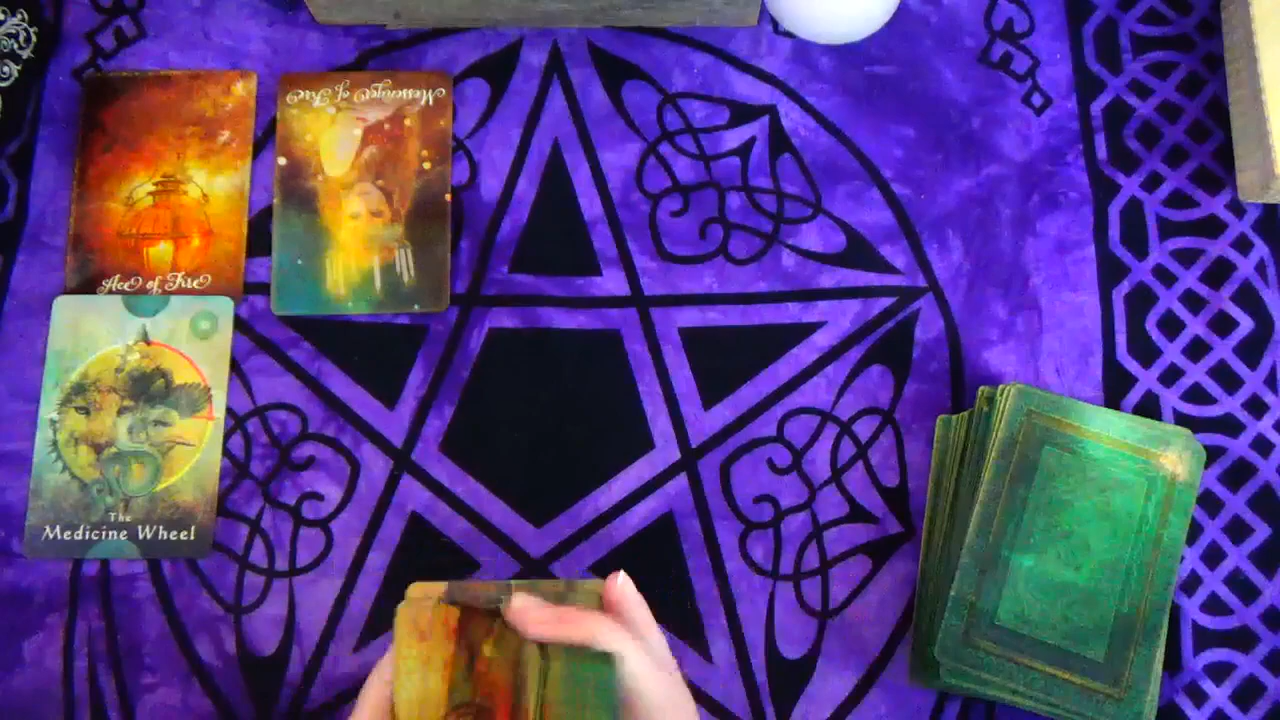 Ace of Fire
Messenger of Fire
The
Medicine Wheel